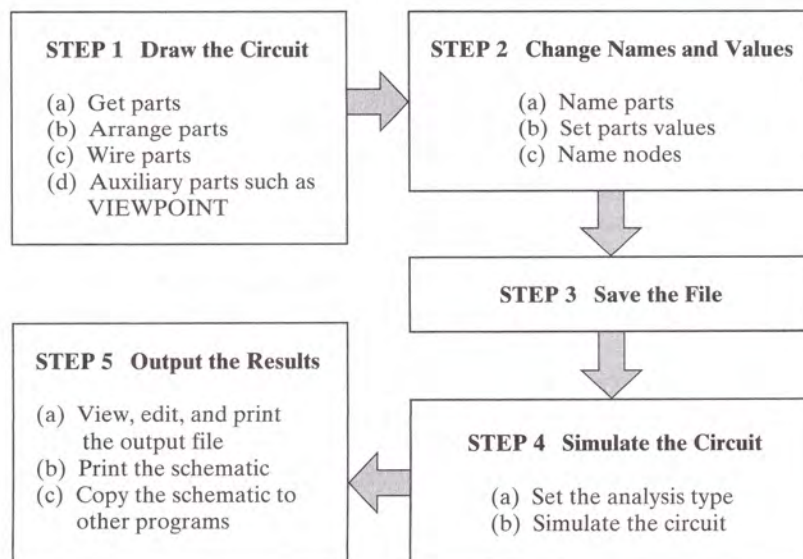 STEP 1 Draw the Circuit
(a) Get parts
(b) Arrange parts
(c) Wire parts
(d) Auxiliary parts such as
VIEWPOINT
STEP 2 Change Names and Values
(a) Name parts
(b) Set parts values
(c) Name nodes
STEP 3 Save the File
STEP 4 Simulate the Circuit
(a) Set the analysis type
(b) Simulate the circuit
STEP 5 Output the Results
(a) View, edit, and print
the output file
(b) Print the schematic
(c) Copy the schematic to
other programs